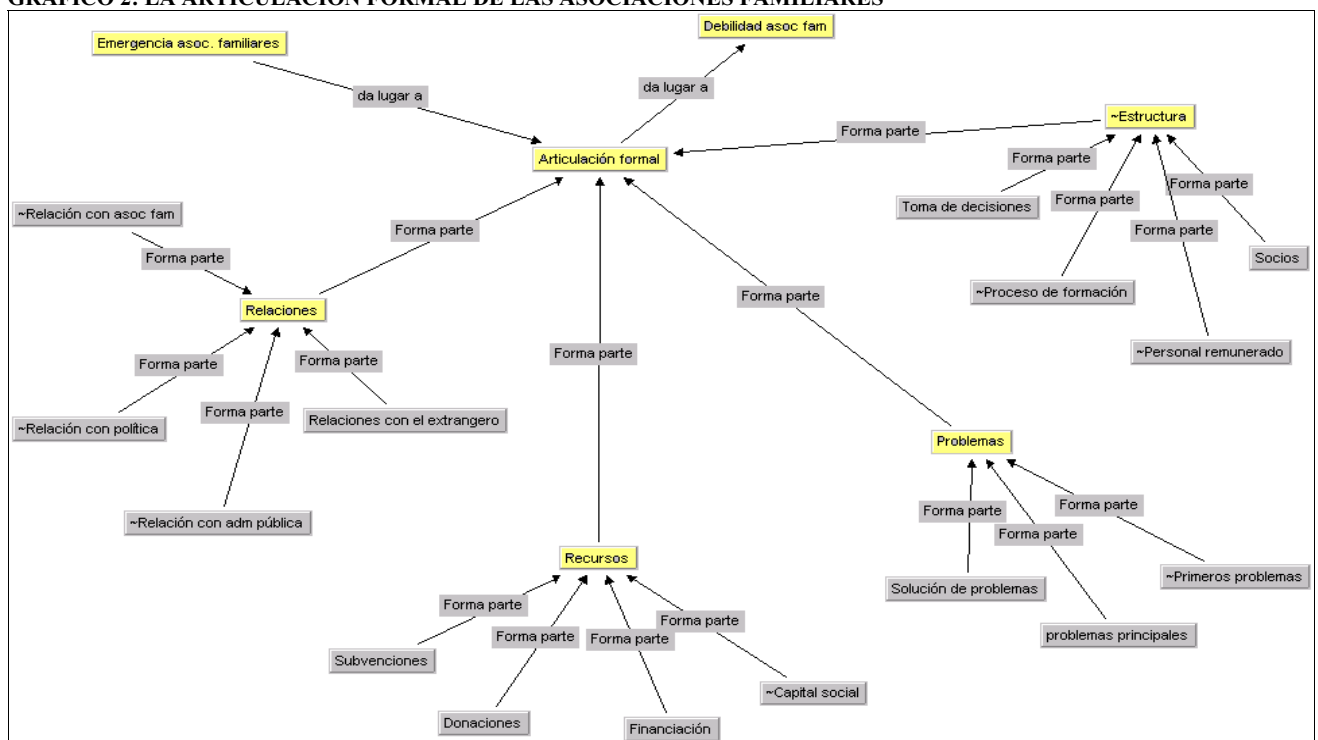 GRÁFICO 2: LA ARTICULACIÓN FORMAL DE LAS ASOCIACIONES FAMILIARES
Debilidad asoc fam
Emergencia asoc. familiares
da lugar a
da lugar a
~Estructura
Forma parte
Articulación formal
Forma parte
Forma parte
Toma de decisiones
Forma parte
Forma parte
Socios
~Proceso de formación
~Personal remunerado
~Relación con asoc fam
Forma parte
Forma parte
Relaciones
Forma parte
Forma parte
Forma parte
Forma parte
Forma parte
~Relación con política
Relaciones con el extrangero
~Relación con adm pública
Problemas
Forma parte
Forma parte
Forma parte
Solución de problemas
~Primeros problemas
problemas principales
Recursos
Forma parte
Forma parte
Forma parte
Forma parte
Subvenciones
~Capital social
Donaciones
Financiación